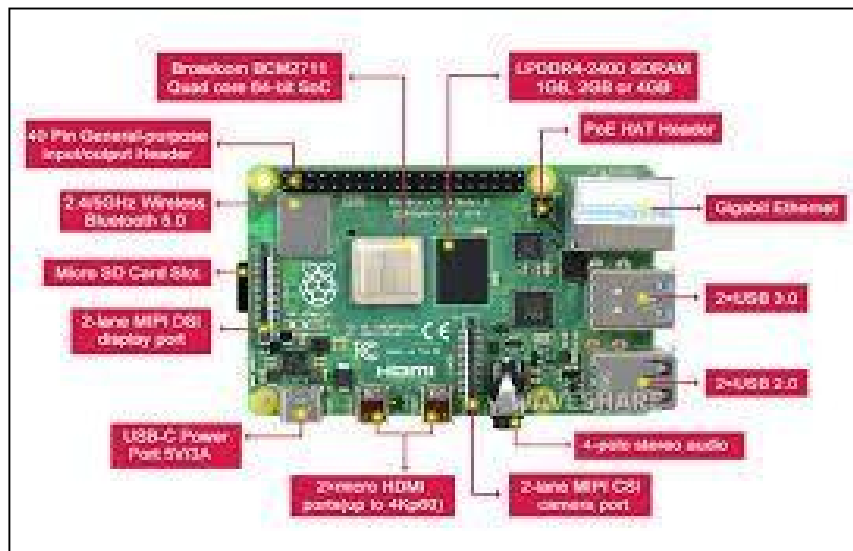 Broadcom BCM2711
Quad core 64-bit SoC
LPDDR4-2400 SDRAM
1GB, 2GB or 4GB
40 Pin General-purpose
input/output Header
PoE HAT Header
2.4/5GHz Wireless
Bluetooth 5.0
Gigabit Ethernet
Micro SD Card Slot
2×USB 3.0
2-lane MIPI DSI
display port
HDMI
2×USB 2.0
WAVESHARE
USB-C Power
Port 5V/3A
4-pole stereo audio
2×micro HDMI
ports(up to 4Kp60)
2-lane MIPI CSI
camera port